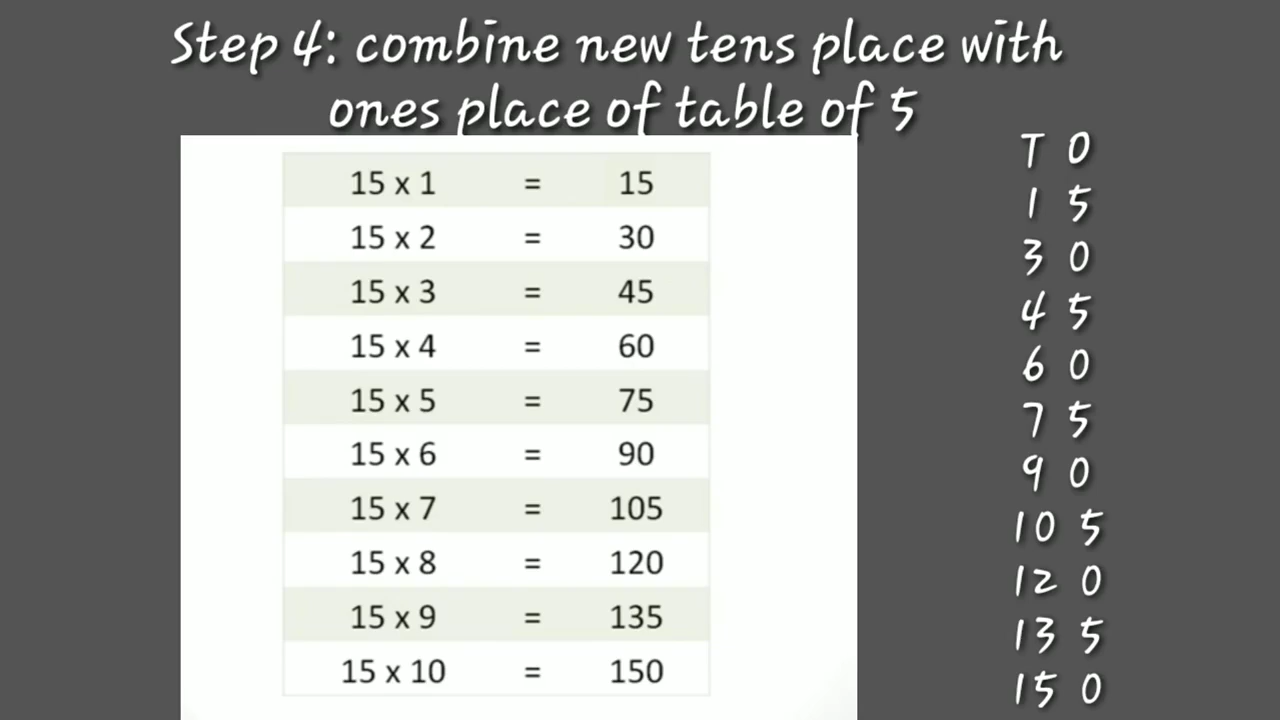 Step 4: combine new tens place with
ones place of table of 5
15 x 1 = 15
15 x 2 = 30
15 x 3 = 45
15 x 4 = 60
15 x 5 = 75
15 x 6 = 90
15 x 7 = 105
15 x 8 = 120
15 x 9 = 135
15 x 10 = 150
T O
1 5
3 0
4 5
6 0
7 5
9 0
10 5
12 0
13 5
15 0